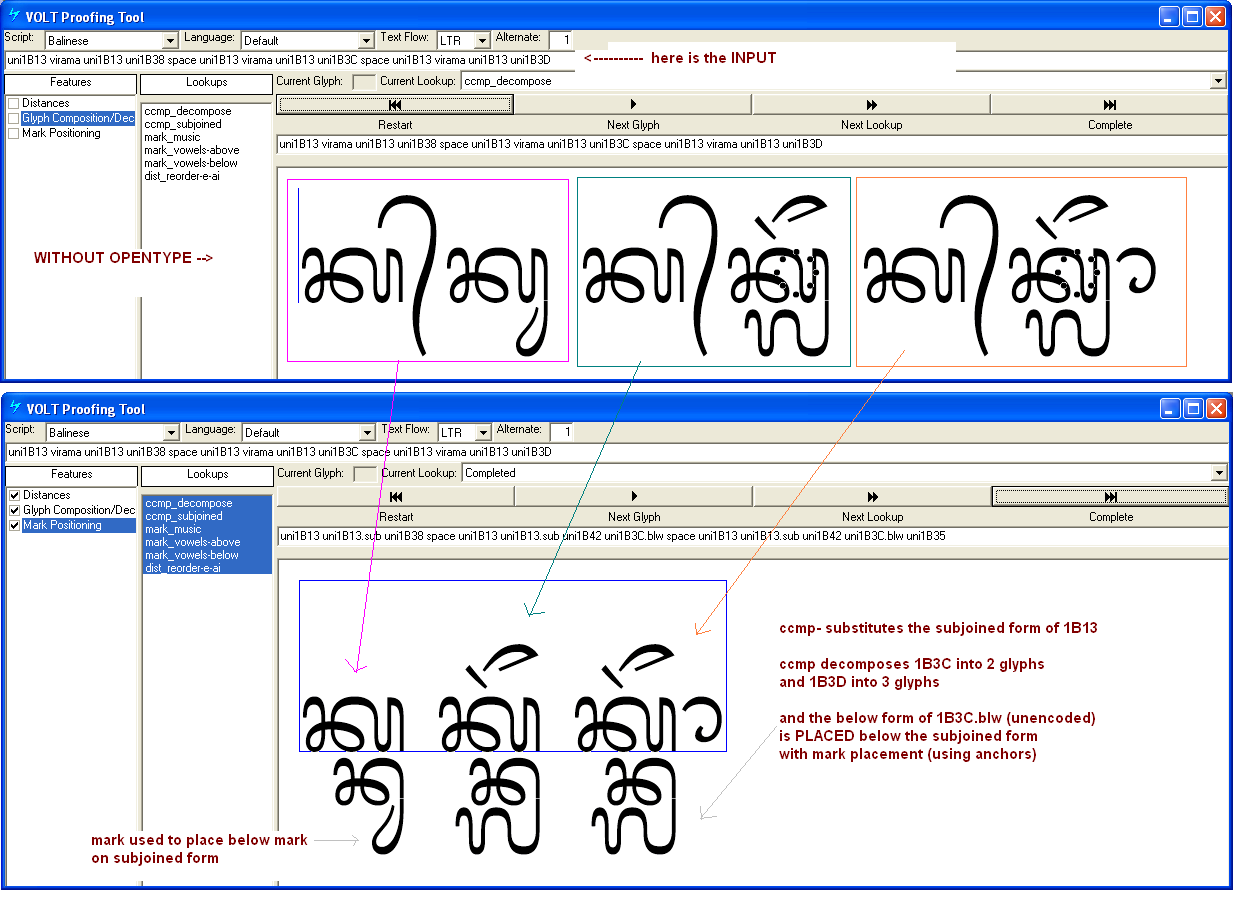 VOLT Proofing Tool
Script: Balinese Language: Default Text Flow: LTR Alternate: 1
uni1B13 virama uni1B13 uni1B38 space uni1B13 virama uni1B13 uni1B3C space uni1B13 virama uni1B13 uni1B3D
<---------- here is the INPUT
Features Lookups Current Glyph: Current Lookup: ccmp_decompose
Distances
Glyph Composition/Dec
Mark Positioning
ccmp_decompose
ccmp_subjoined
mark_music
mark_vowels-above
mark_vowels-below
dist_reorder-e-ai
Restart Next Glyph Next Lookup Complete
uni1B13 virama uni1B13 uni1B38 space uni1B13 virama uni1B13 uni1B3C space uni1B13 virama uni1B13 uni1B3D
WITHOUT OPENTYPE -->
ᬓ᭄ᬓᬸ ᬓ᭄ᬓᬼ ᬓ᭄ᬓᬽ
VOLT Proofing Tool
Script: Balinese Language: Default Text Flow: LTR Alternate: 1
uni1B13 virama uni1B13 uni1B38 space uni1B13 virama uni1B13 uni1B3C space uni1B13 virama uni1B13 uni1B3D
Features Lookups Current Glyph: Current Lookup: Completed
Distances
Glyph Composition/Dec
Mark Positioning
ccmp_decompose
ccmp_subjoined
mark_music
mark_vowels-above
mark_vowels-below
dist_reorder-e-ai
Restart Next Glyph Next Lookup Complete
uni1B13 uni1B13.sub uni1B38 space uni1B13 uni1B13.sub uni1B42 uni1B3C.blw space uni1B13 uni1B13.sub uni1B42 uni1B3C.blw uni1B35
ᬓ᭄ᬓᬸ ᬓ᭄ᬓᬼ ᬓ᭄ᬓᬽ
ccmp- substitutes the subjoined form of 1B13
ccmp decomposes 1B3C into 2 glyphs
and 1B3D into 3 glyphs
and the below form of 1B3C.blw (unencoded)
is PLACED below the subjoined form
with mark placement (using anchors)
mark used to place below mark
on subjoined form